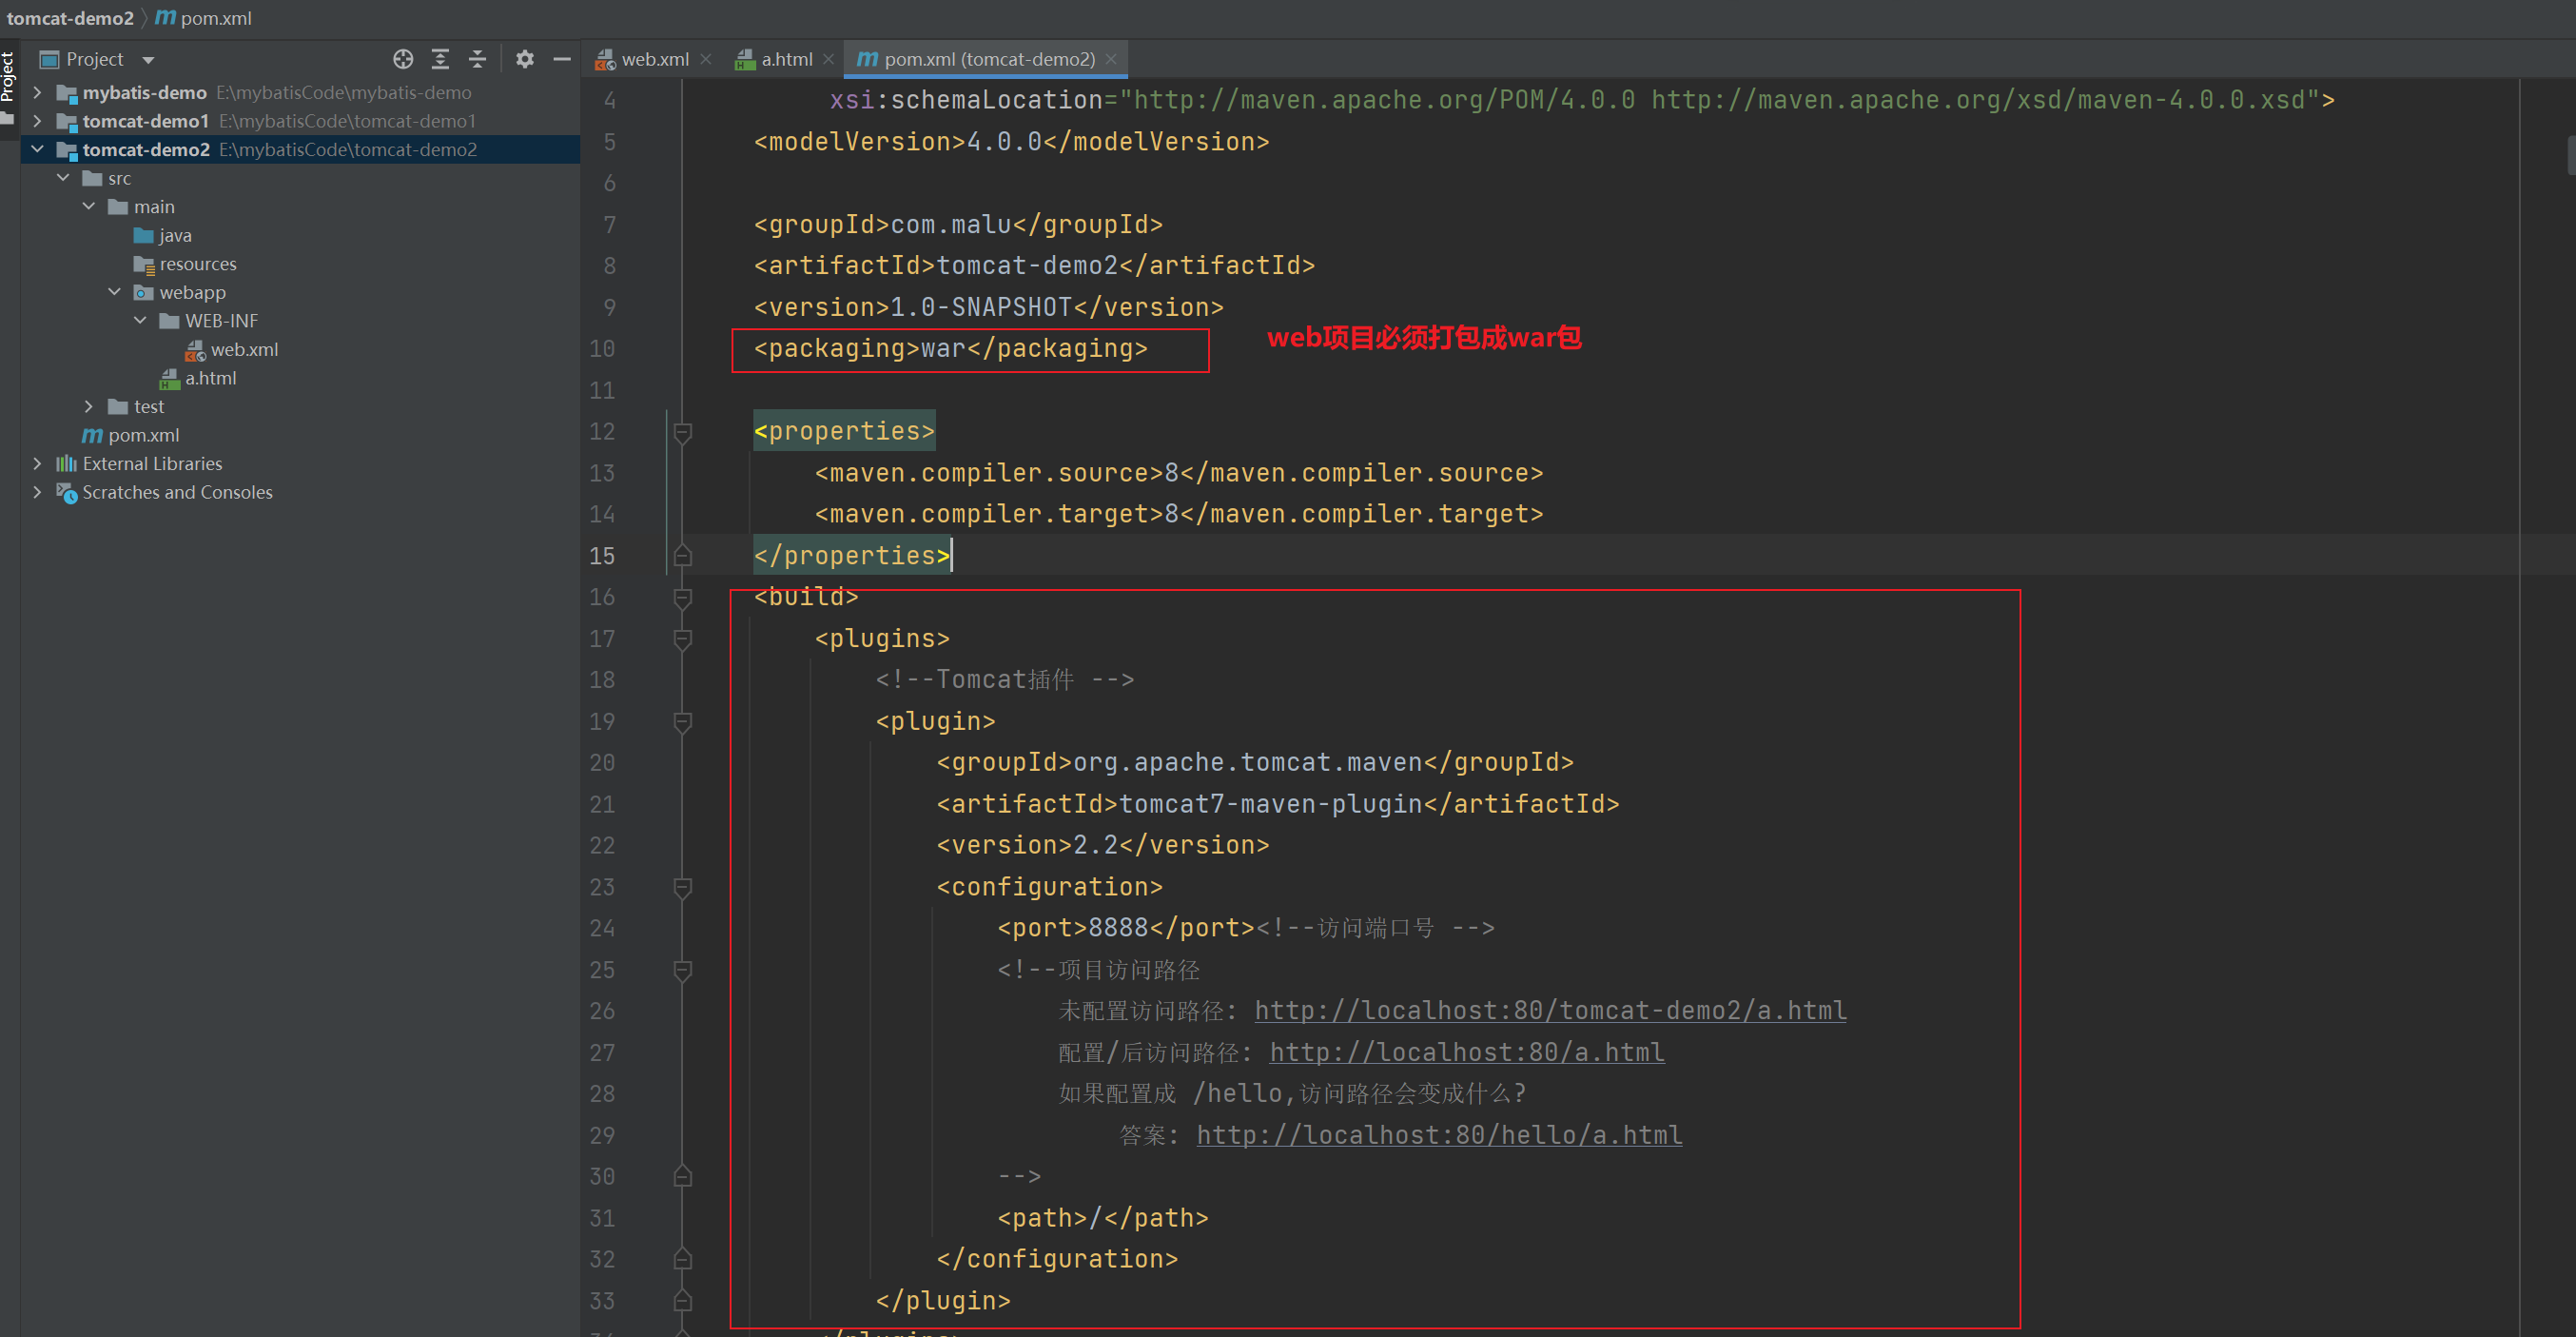 tomcat-demo2 〉 m pom.xml
Project
Project
web.xml
a.html
pom.xml (tomcat-demo2)
mybatis-demo E:\mybatisCode\mybatis-demo
tomcat-demo1 E:\mybatisCode\tomcat-demo1
tomcat-demo2 E:\mybatisCode\tomcat-demo2
src
main
java
resources
webapp
WEB-INF
web.xml
a.html
test
pom.xml
External Libraries
Scratches and Consoles
4 xsi:schemaLocation="http://maven.apache.org/POM/4.0.0 http://maven.apache.org/xsd/maven-4.0.0.xsd">
5 <modelVersion>4.0.0</modelVersion>
6
7 <groupId>com.malu</groupId>
8 <artifactId>tomcat-demo2</artifactId>
9 <version>1.0-SNAPSHOT</version>
10 <packaging>war</packaging>
web项目必须打包成war包
11
12 <properties>
13 <maven.compiler.source>8</maven.compiler.source>
14 <maven.compiler.target>8</maven.compiler.target>
15 </properties>
16 <build>
17 <plugins>
18 <!--Tomcat插件 -->
19 <plugin>
20 <groupId>org.apache.tomcat.maven</groupId>
21 <artifactId>tomcat7-maven-plugin</artifactId>
22 <version>2.2</version>
23 <configuration>
24 <port>8888</port><!--访问端口号 -->
25 <!--项目访问路径
26 未配置访问路径: http://localhost:80/tomcat-demo2/a.html
27 配置/后访问路径: http://localhost:80/a.html
28 如果配置成 /hello,访问路径会变成什么?
29 答案: http://localhost:80/hello/a.html
30 -->
31 <path>/</path>
32 </configuration>
33 </plugin>